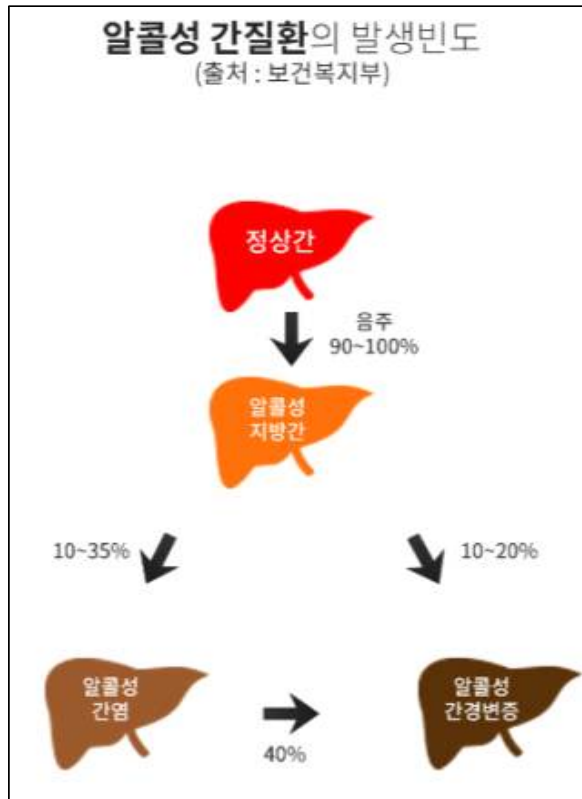 알콜성 간질환의 발생빈도
(출처 : 보건복지부)
정상간
음주
90~100%
알콜성
지방간
10~35%
10~20%
알콜성
간염
알콜성
간경변증
40%